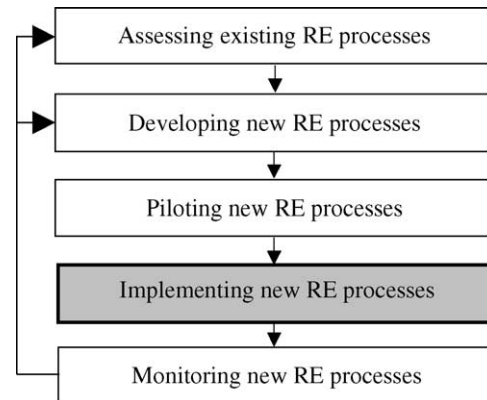 Assessing existing RE processes
Developing new RE processes
Piloting new RE processes
Implementing new RE processes
Monitoring new RE processes